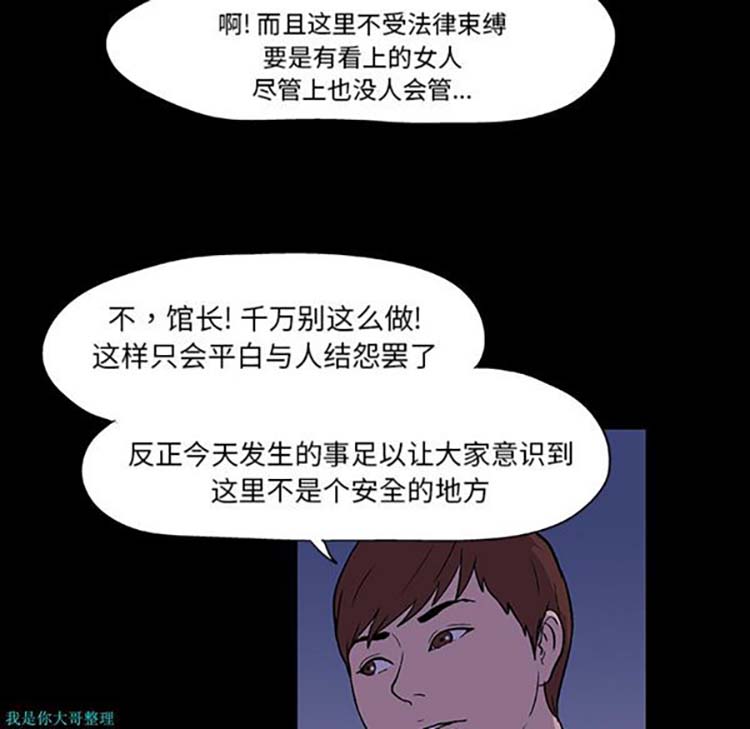 啊! 而且这里不受法律束缚
要是有看上的女人
尽管上也没人会管...
不，馆长! 千万别这么做!
这样只会平白与人结怨罢了
反正今天发生的事足以让大家意识到
这里不是个安全的地方
我是你大哥整理